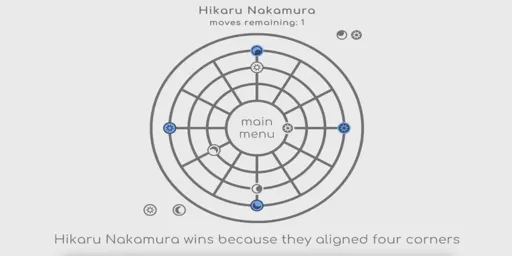 Hikaru Nakamura
moves remaining: 1
main
menu
Hikaru Nakamura wins because they aligned four corners